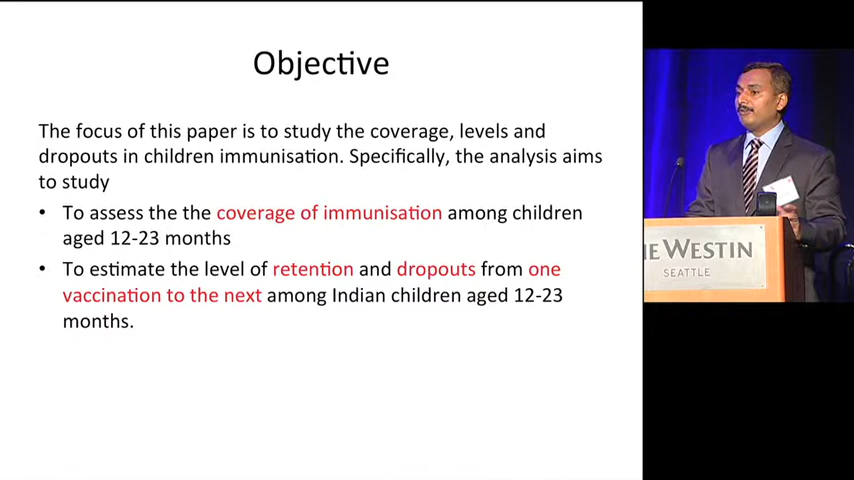 Objective
The focus of this paper is to study the coverage, levels and
dropouts in children immunisation. Specifically, the analysis aims
to study
• To assess the the coverage of immunisation among children
aged 12-23 months
• To estimate the level of retention and dropouts from one
vaccination to the next among Indian children aged 12-23
months.
HE WESTIN
SEATTLE